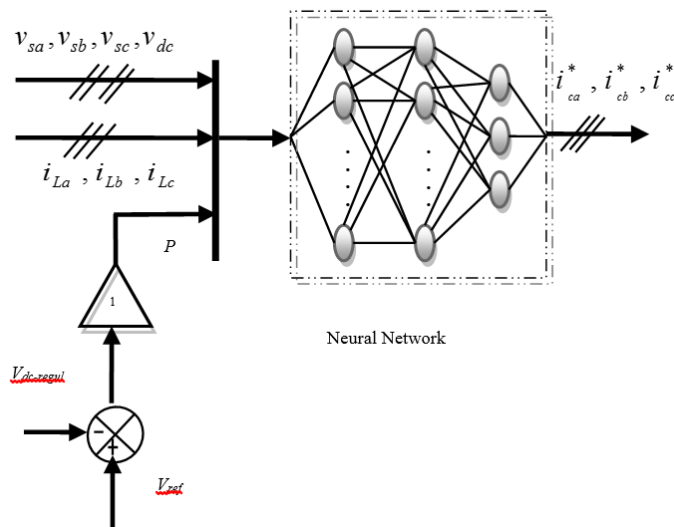 v_sa, v_sb, v_sc, v_dc
i_La, i_Lb, i_Lc
P
1
V_dc-regul
-
+
V_ref
i*_ca, i*_cb, i*_cc
Neural Network